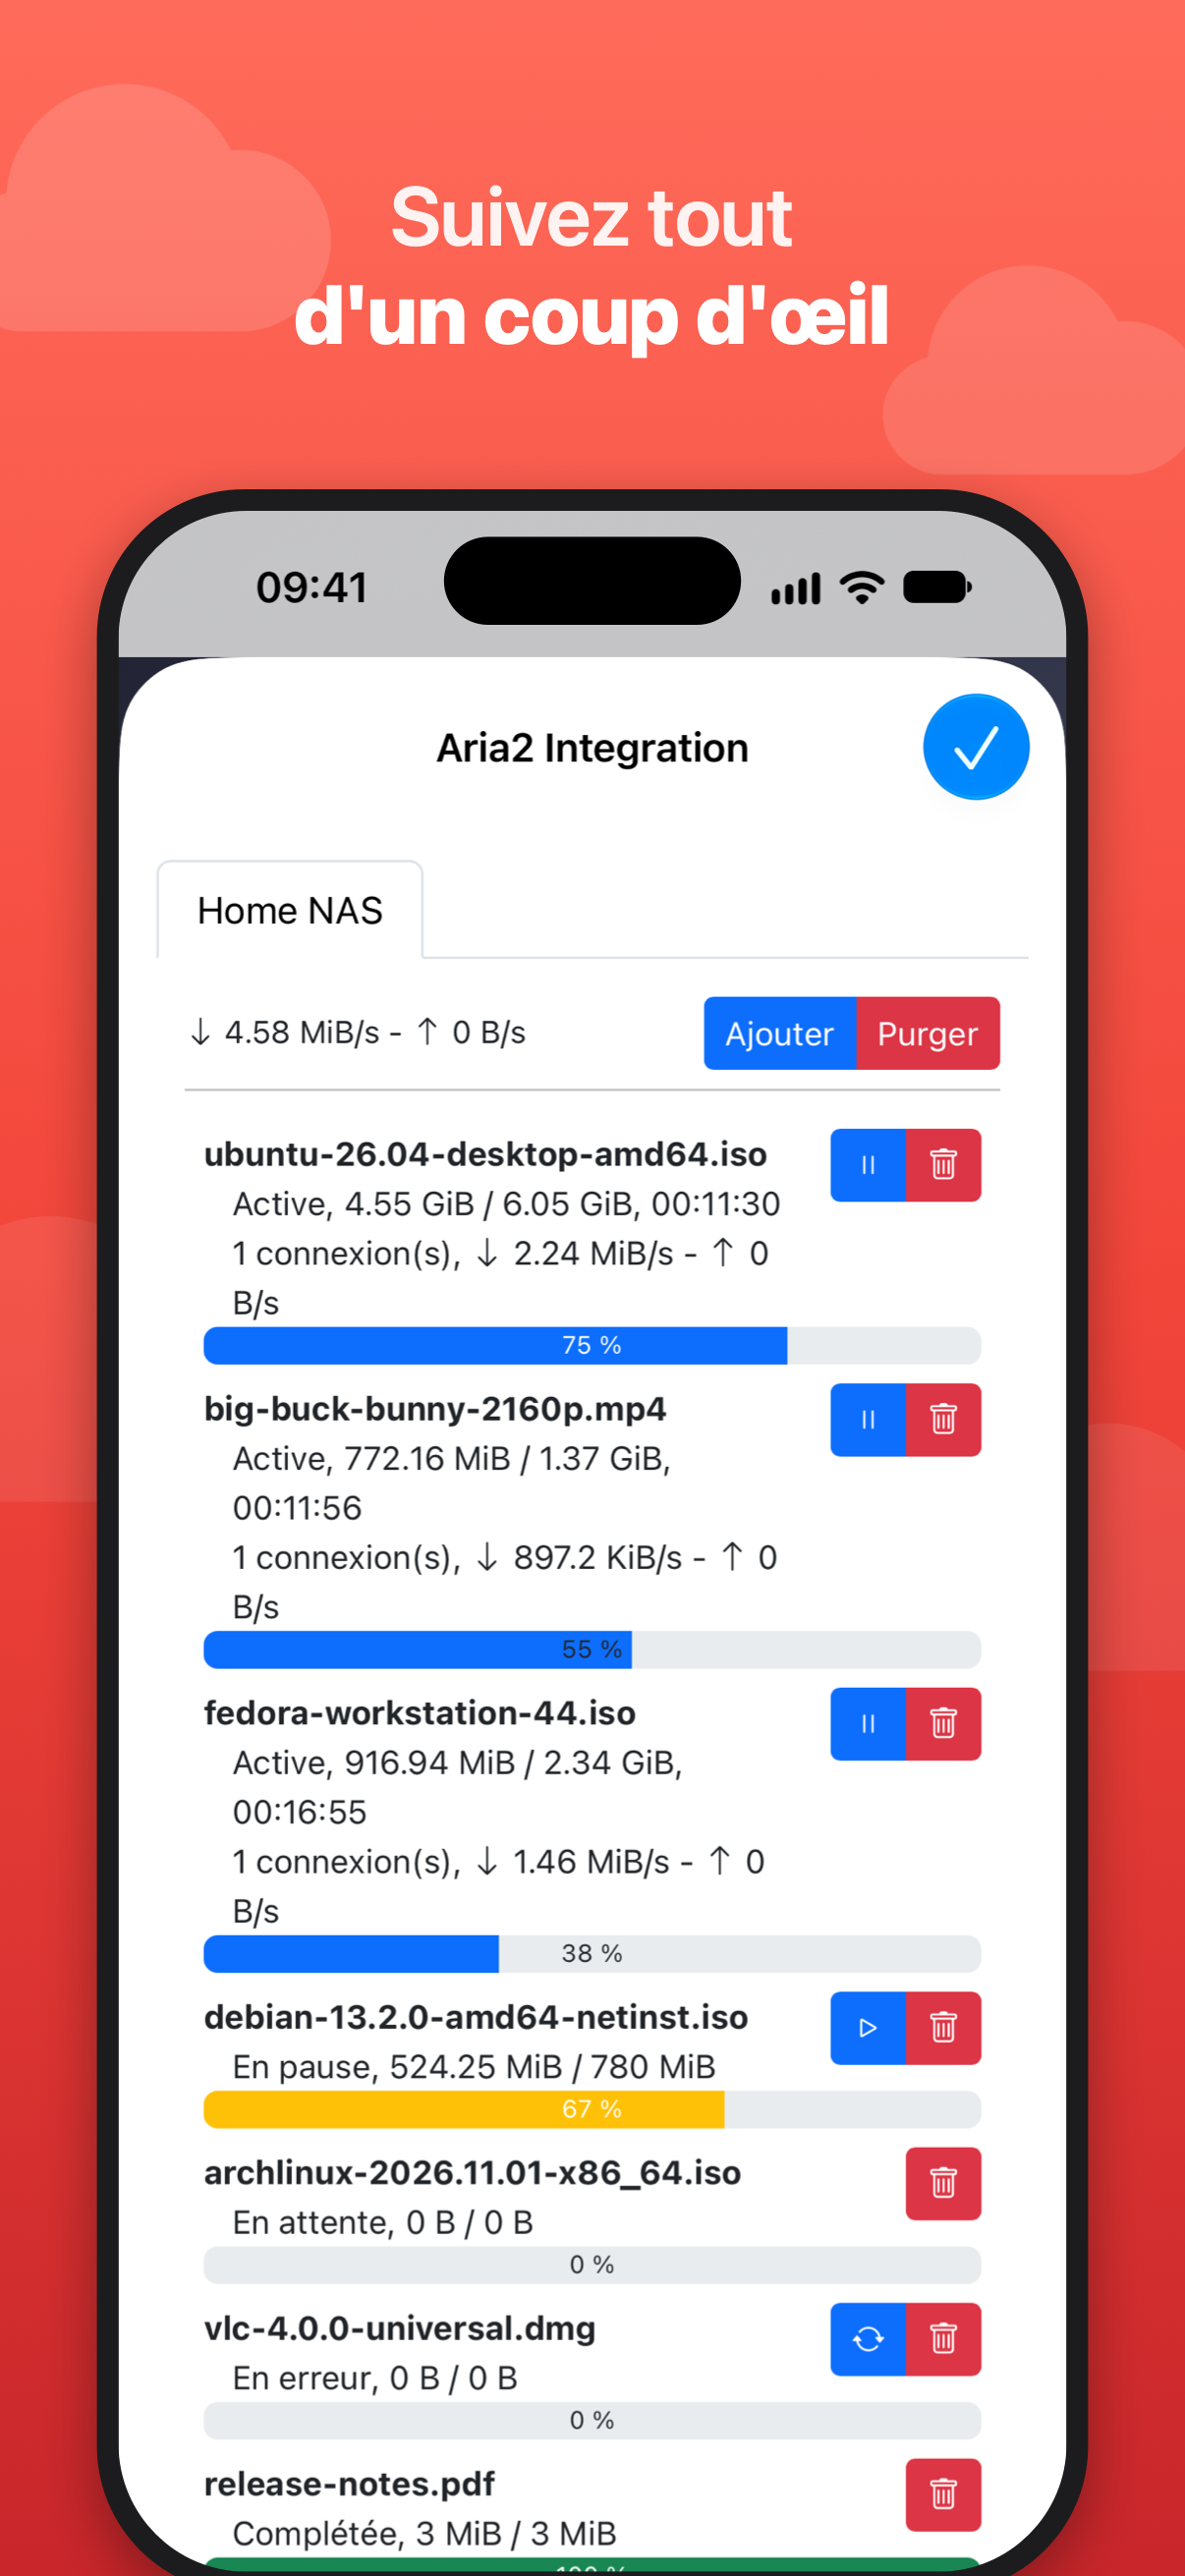 Suivez tout
d'un coup d'œil
09:41
Aria2 Integration
Home NAS
↓ 4.58 MiB/s - ↑ 0 B/s
Ajouter Purger
ubuntu-26.04-desktop-amd64.iso
Active, 4.55 GiB / 6.05 GiB, 00:11:30
1 connexion(s), ↓ 2.24 MiB/s - ↑ 0
B/s
75 %
big-buck-bunny-2160p.mp4
Active, 772.16 MiB / 1.37 GiB,
00:11:56
1 connexion(s), ↓ 897.2 KiB/s - ↑ 0
B/s
55 %
fedora-workstation-44.iso
Active, 916.94 MiB / 2.34 GiB,
00:16:55
1 connexion(s), ↓ 1.46 MiB/s - ↑ 0
B/s
38 %
debian-13.2.0-amd64-netinst.iso
En pause, 524.25 MiB / 780 MiB
67 %
archlinux-2026.11.01-x86_64.iso
En attente, 0 B / 0 B
0 %
vlc-4.0.0-universal.dmg
En erreur, 0 B / 0 B
0 %
release-notes.pdf
Complétée, 3 MiB / 3 MiB
100 %